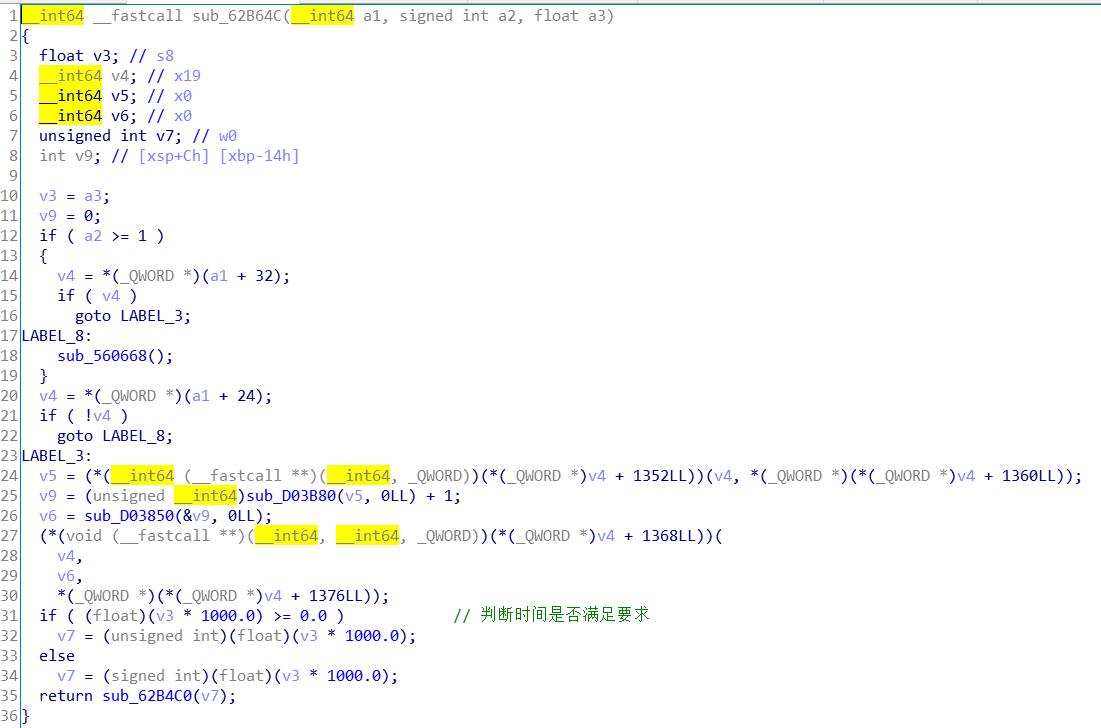 1 __int64 __fastcall sub_62B64C(__int64 a1, signed int a2, float a3)
2 {
3   float v3; // s8
4   __int64 v4; // x19
5   __int64 v5; // x0
6   __int64 v6; // x0
7   unsigned int v7; // w0
8   int v9; // [xsp+Ch] [xbp-14h]
9
10   v3 = a3;
11   v9 = 0;
12   if ( a2 >= 1 )
13   {
14     v4 = *(_QWORD *)(a1 + 32);
15     if ( v4 )
16       goto LABEL_3;
17 LABEL_8:
18     sub_560668();
19   }
20   v4 = *(_QWORD *)(a1 + 24);
21   if ( !v4 )
22     goto LABEL_8;
23 LABEL_3:
24   v5 = (*(__int64 (__fastcall **)(__int64, _QWORD))(*(_QWORD *)v4 + 1352LL))(v4, *(_QWORD *)(*(_QWORD *)v4 + 1360LL));
25   v9 = (unsigned __int64)sub_D03B80(v5, 0LL) + 1;
26   v6 = sub_D03850(&v9, 0LL);
27   (*(void (__fastcall **)(__int64, __int64, _QWORD))(*(_QWORD *)v4 + 1368LL))(
28     v4,
29     v6,
30     *(_QWORD *)(*(_QWORD *)v4 + 1376LL));
31   if ( (float)(v3 * 1000.0) >= 0.0 )           // 判断时间是否满足要求
32     v7 = (unsigned int)(float)(v3 * 1000.0);
33   else
34     v7 = (signed int)(float)(v3 * 1000.0);
35   return sub_62B4C0(v7);
36 }